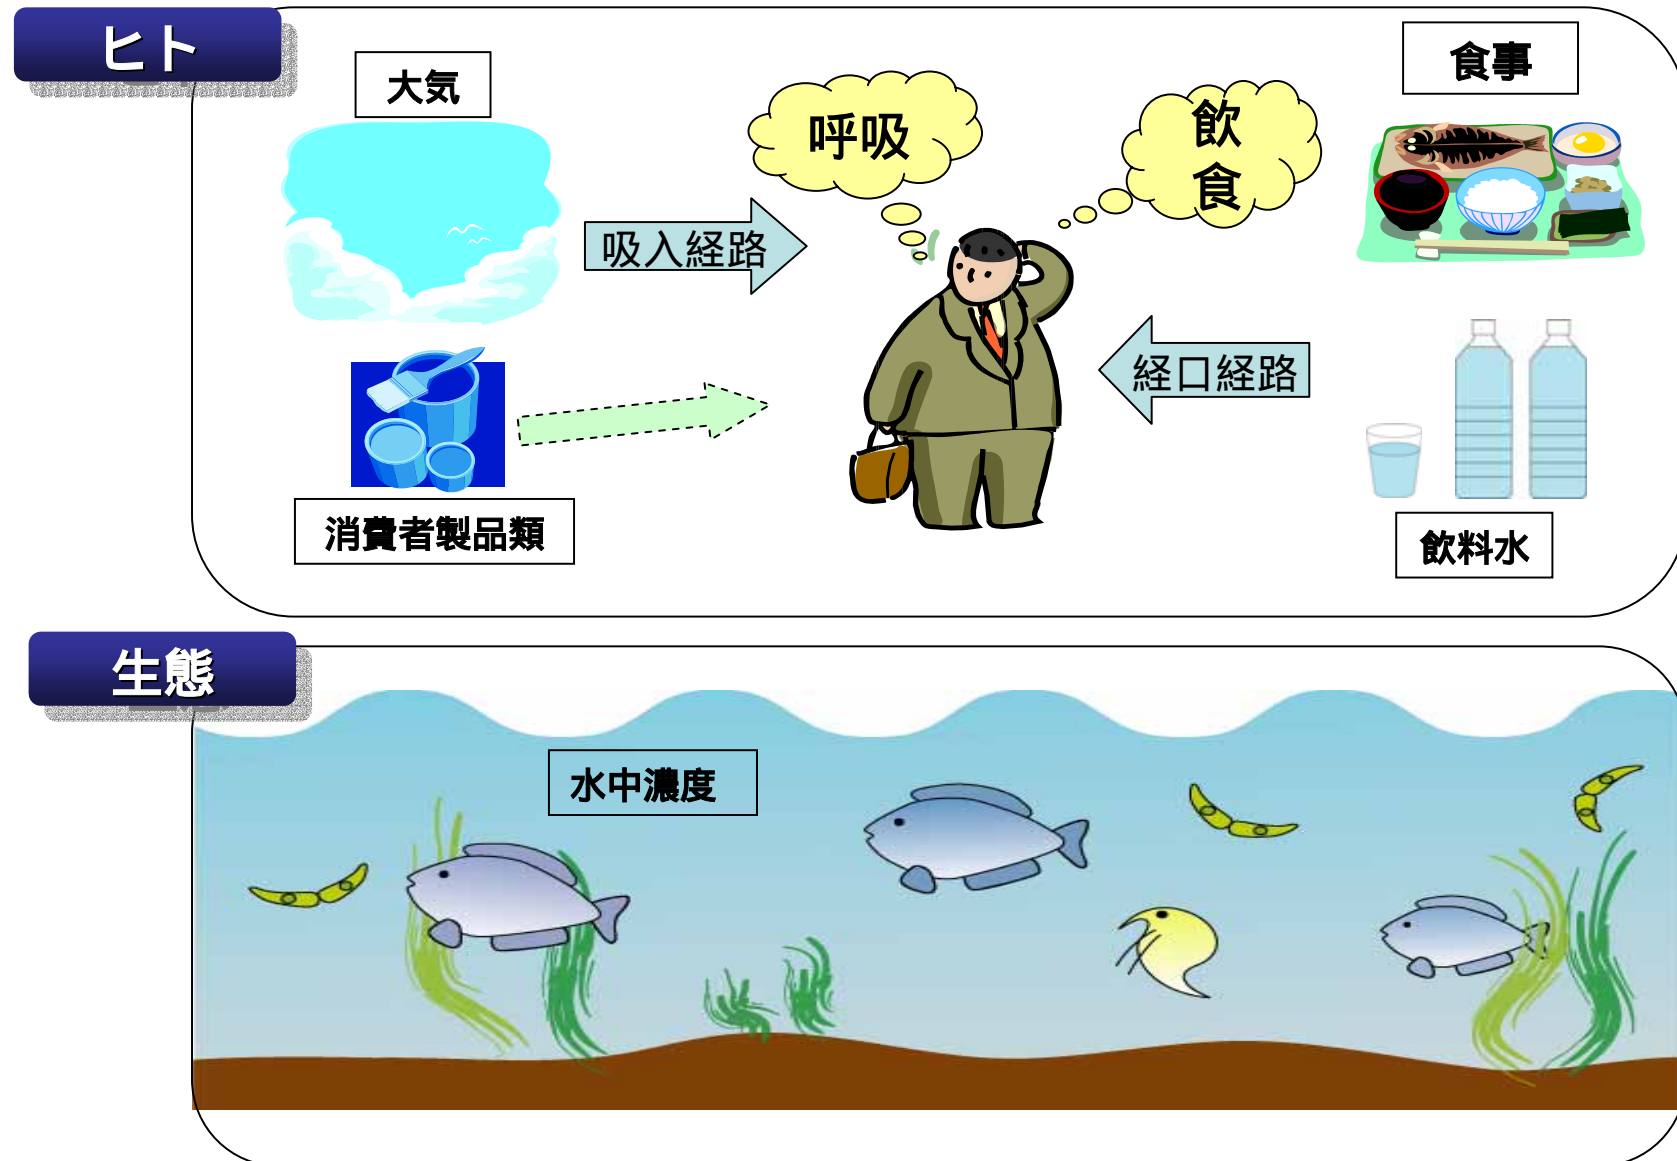 ヒト
大気
呼吸
飲
食
食事
吸入経路
経口経路
消費者製品類
飲料水
生態
水中濃度